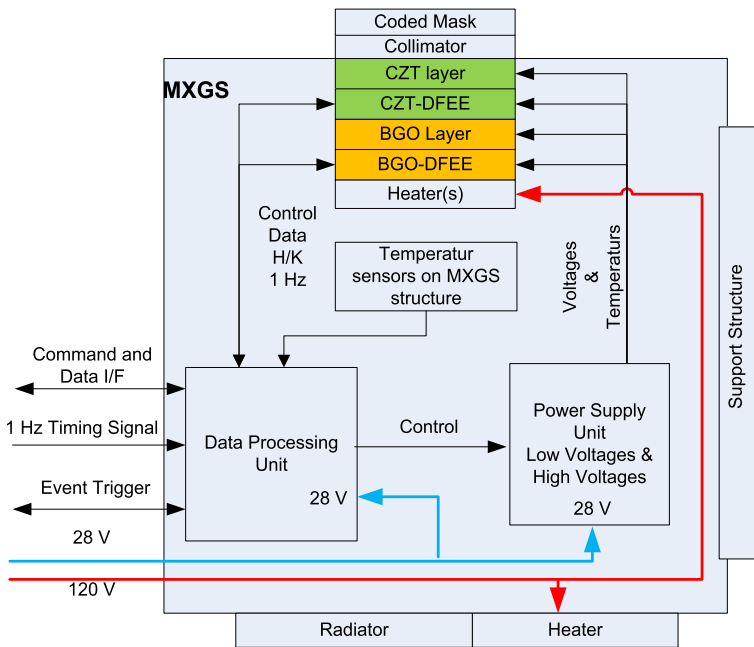 Coded Mask
Collimator
MXGS
CZT layer
CZT-DFEE
BGO Layer
BGO-DFEE
Heater(s)
Control
Data
H/K
1 Hz
Temperatur
sensors on MXGS
structure
Voltages
&
Temperaturs
Support Structure
Command and
Data I/F
1 Hz Timing Signal
Event Trigger
28 V
120 V
Data Processing
Unit
28 V
Control
Power Supply
Unit
Low Voltages &
High Voltages
28 V
Radiator
Heater